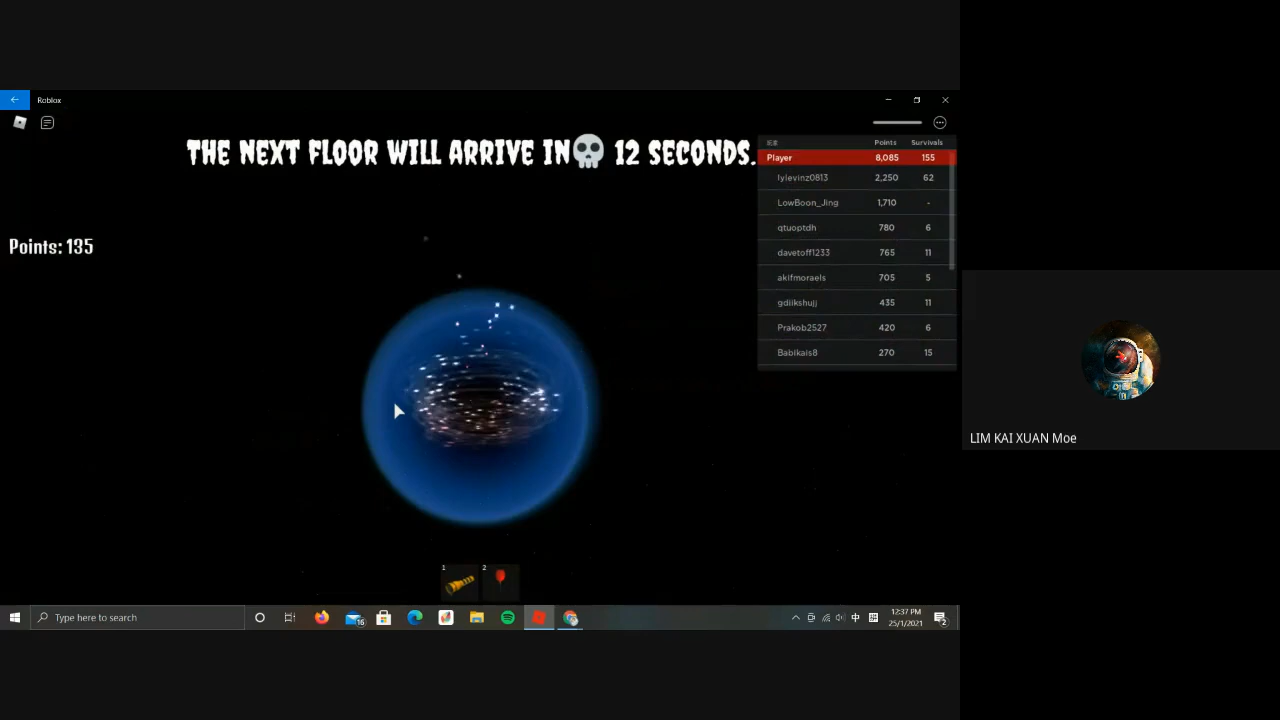 Roblox
THE NEXT FLOOR WILL ARRIVE IN💀 12 SECONDS.
Points: 135
Points Survivals
Player 8,085 155
lylevinz0813 2,250 62
LowBoon_Jing 1,710 -
qtuoptdh 780 6
davetoff1233 765 11
akifmoraels 705 5
gdiikshujj 435 11
Prakob2527 420 6
Babikais8 270 15
LIM KAI XUAN Moe
1 2
Type here to search
16
中
12:37 PM
25/1/2021
2